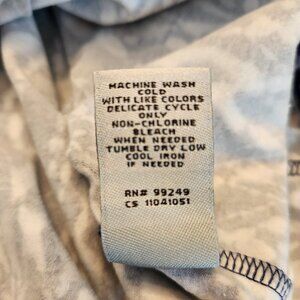 MACHINE WASH
COLD
WITH LIKE COLORS
DELICATE CYCLE
ONLY
NON-CHLORINE
BLEACH
WHEN NEEDED
TUMBLE DRY LOW
COOL IRON
IF NEEDED
RN# 99249
CS 11041051